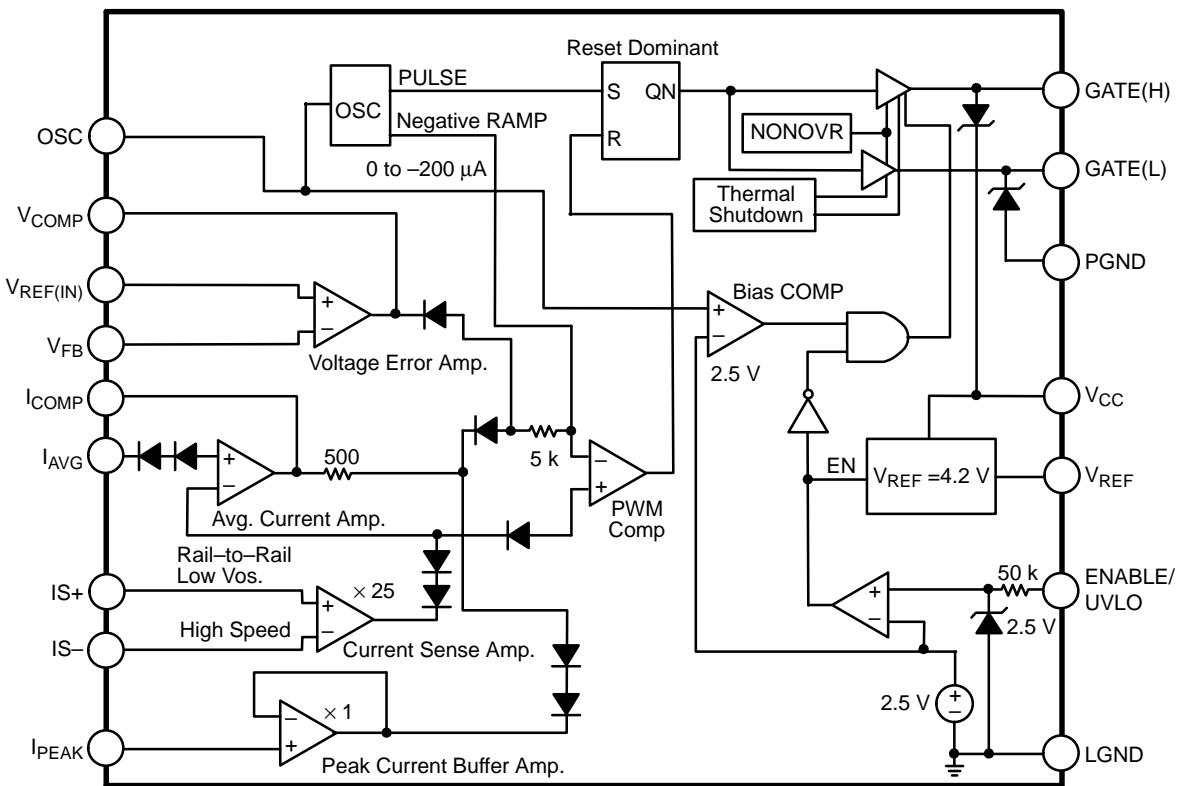 Reset Dominant
PULSE
OSC
S QN
R
Negative RAMP
GATE(H)
NONOVR
OSC
0 to –200 μA
GATE(L)
Thermal
Shutdown
VCOMP
PGND
VREF(IN)
+
–
Bias COMP
+
–
VFB
Voltage Error Amp.
2.5 V
ICOMP
VCC
IAVG
+
–
500
5 k
–
+
EN
VREF =4.2 V
VREF
Avg. Current Amp.
PWM
Comp
Rail–to–Rail
Low Vos.
IS+
× 25
+
–
High Speed
IS–
Current Sense Amp.
50 k
ENABLE/
UVLO
+
–
2.5 V
2.5 V
+
–
× 1
–
+
IPEAK
Peak Current Buffer Amp.
LGND